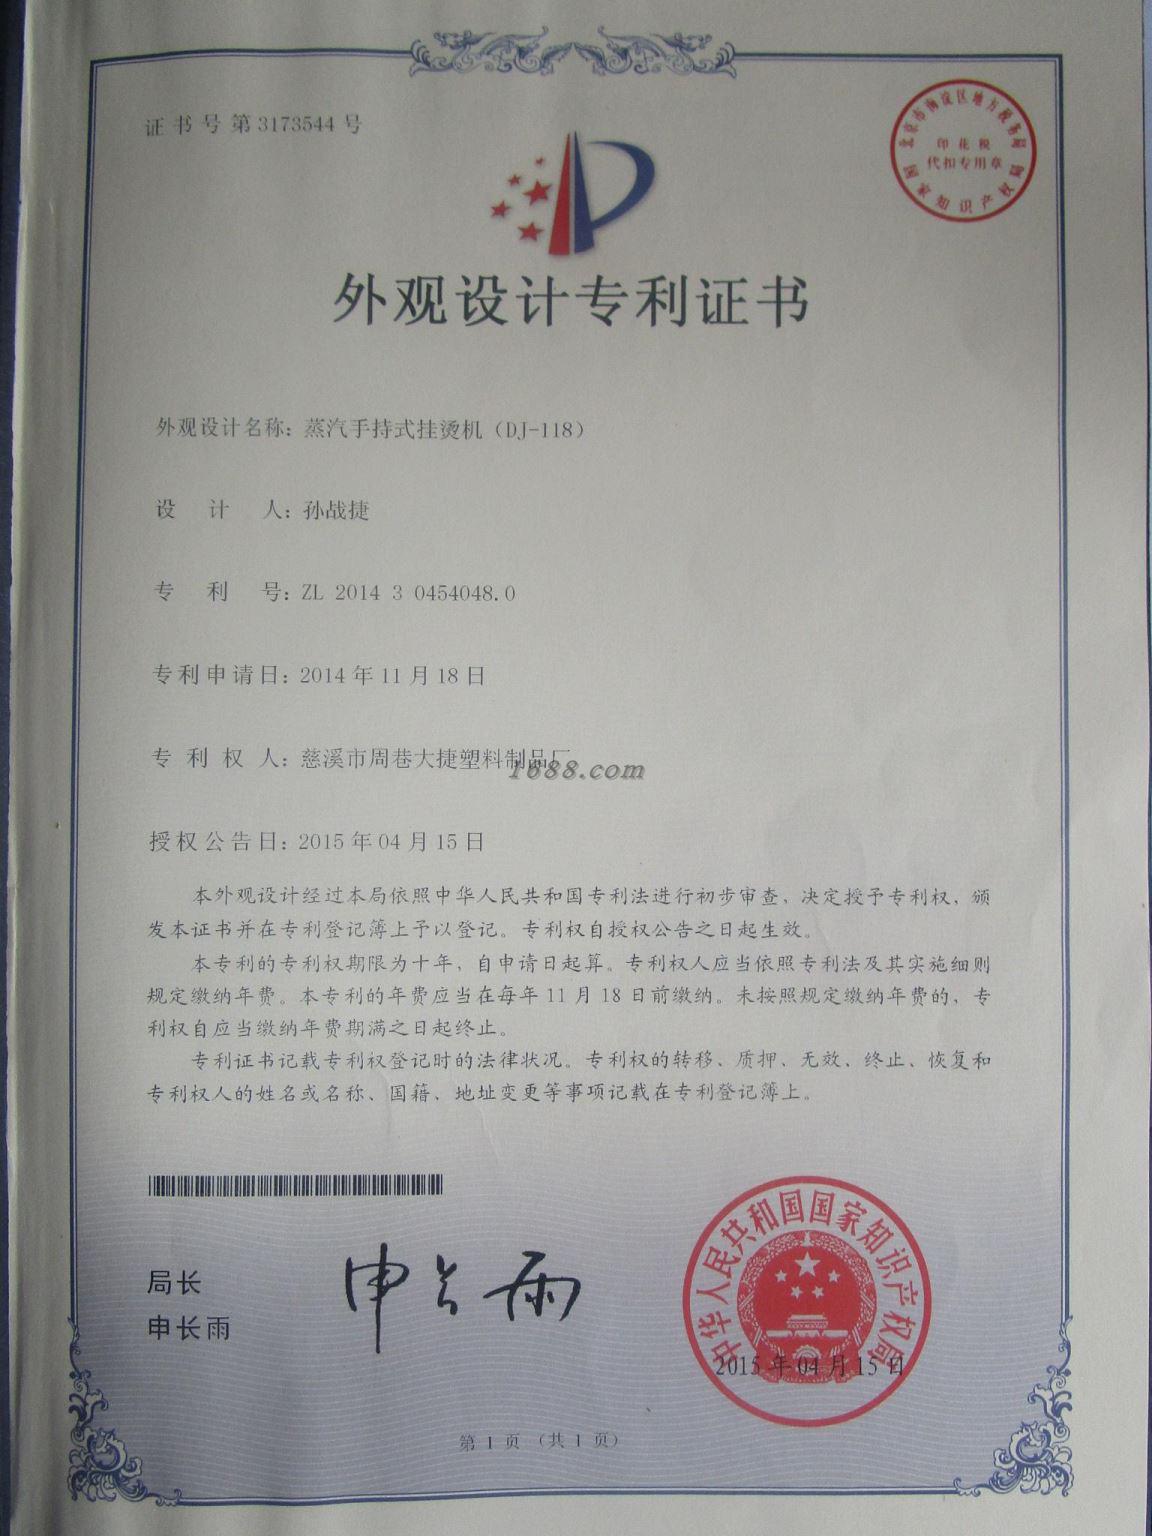 证书号第3173544号
北京市海淀区地方税务局
印花税
代扣专用章
国家知识产权局
外观设计专利证书
外观设计名称：蒸汽手持式挂烫机（DJ-118）
设计人：孙战捷
专利号：ZL 2014 3 0454048.0
专利申请日：2014年11月18日
专利权人：慈溪市周巷大捷塑料制品厂
1688.com
授权公告日：2015年04月15日
本外观设计经过本局依照中华人民共和国专利法进行初步审查，决定授予专利权，颁
发本证书并在专利登记簿上予以登记。专利权自授权公告之日起生效。
本专利的专利权期限为十年，自申请日起算。专利权人应当依照专利法及其实施细则
规定缴纳年费。本专利的年费应当在每年11月18日前缴纳。未按照规定缴纳年费的，专
利权自应当缴纳年费期满之日起终止。
专利证书记载专利权登记时的法律状况。专利权的转移、质押、无效、终止、恢复和
专利权人的姓名或名称、国籍、地址变更等事项记载在专利登记簿上。
局长
申长雨
申长雨
中华人民共和国国家知识产权局
2015年04月15日
第1页（共1页）